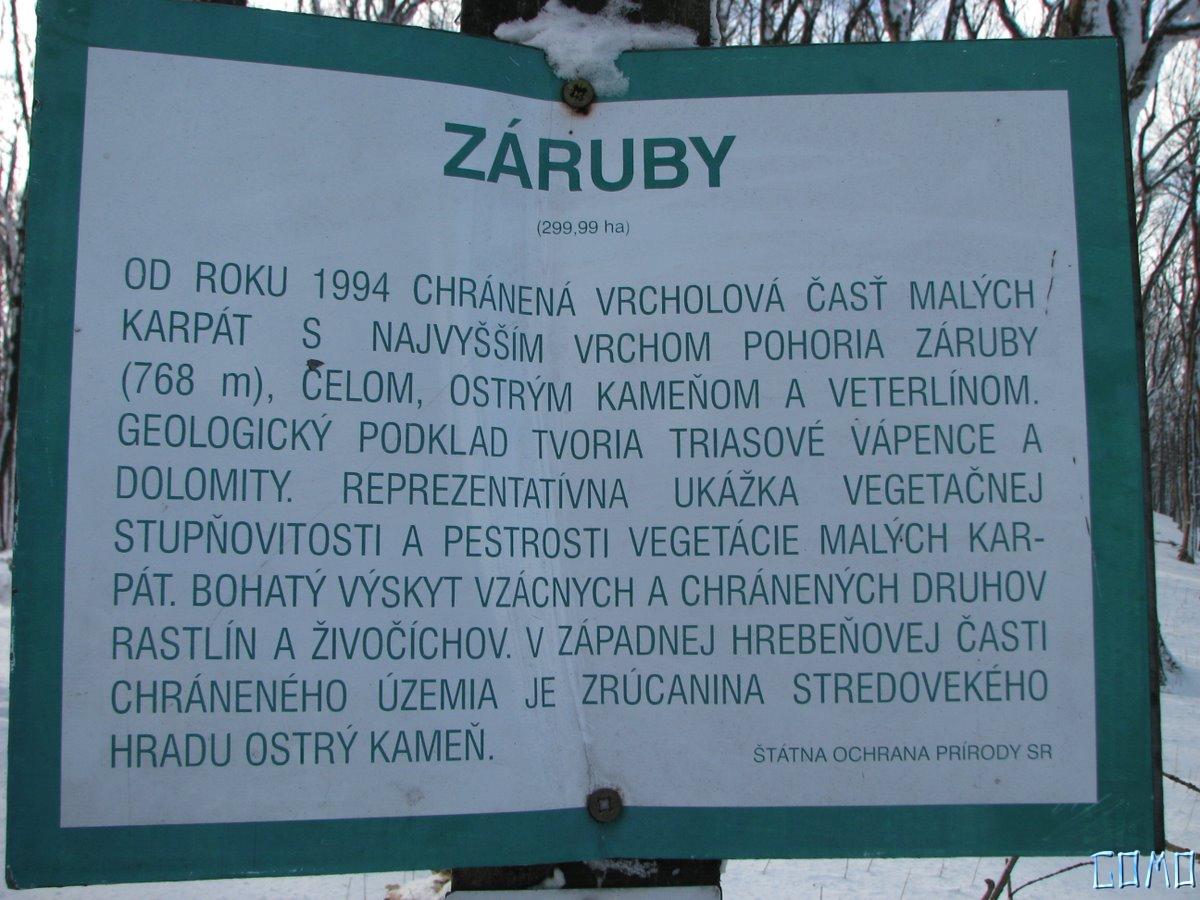 ZÁRUBY
(299,99 ha)
OD ROKU 1994 CHRÁNENÁ VRCHOLOVÁ ČASŤ MALÝCH
KARPÁT S NAJVYŠŠÍM VRCHOM POHORIA ZÁRUBY
(768 m), ČELOM, OSTRÝM KAMEŇOM A VETERLÍNOM.
GEOLOGICKÝ PODKLAD TVORIA TRIASOVÉ VÁPENCE A
DOLOMITY. REPREZENTATÍVNA UKÁŽKA VEGETAČNEJ
STUPŇOVITOSTI A PESTROSTI VEGETÁCIE MALÝCH KAR-
PÁT. BOHATÝ VÝSKYT VZÁCNYCH A CHRÁNENÝCH DRUHOV
RASTLÍN A ŽIVOČÍCHOV. V ZÁPADNEJ HREBEŇOVEJ ČASTI
CHRÁNENÉHO ÚZEMIA JE ZRÚCANINA STREDOVEKÉHO
HRADU OSTRÝ KAMEŇ.
ŠTÁTNA OCHRANA PRÍRODY SR
COMO